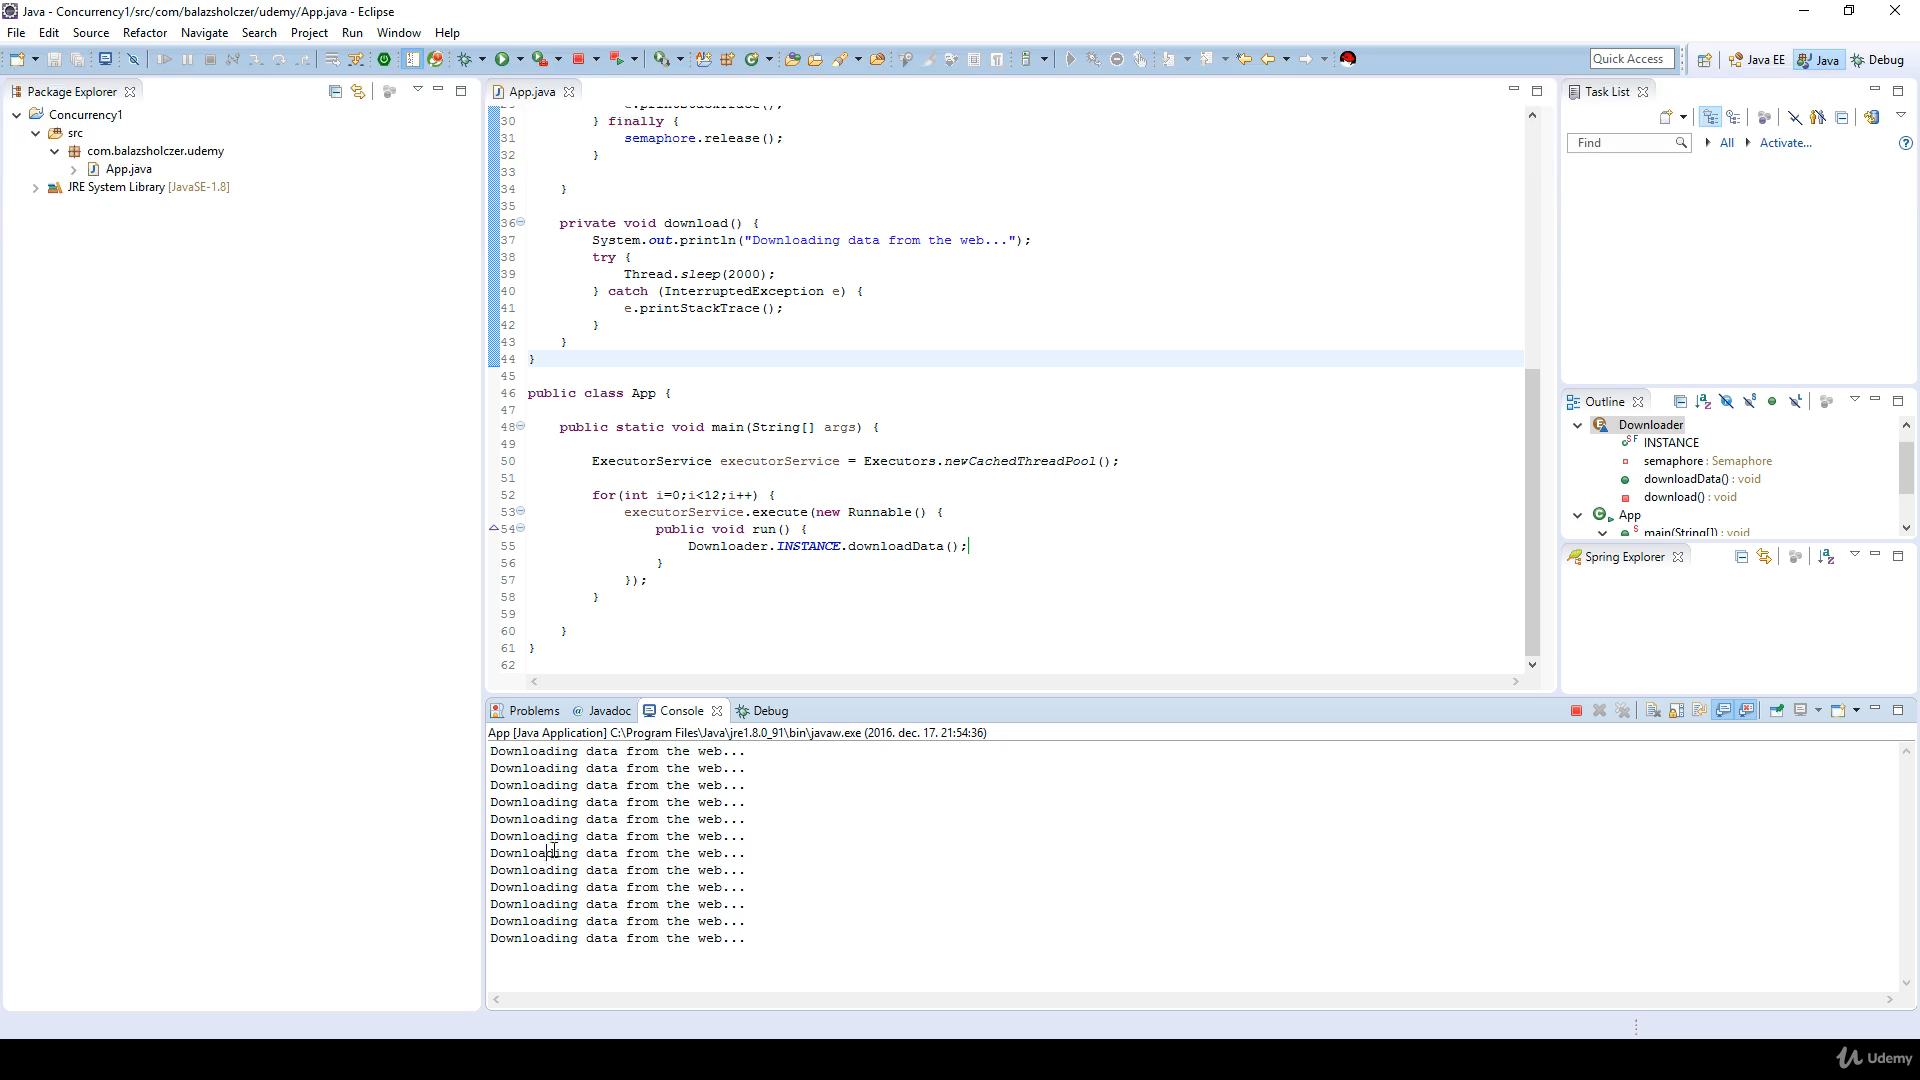 Java - Concurrency1/src/com/balazsholczer/udemy/App.java - Eclipse
File Edit Source Refactor Navigate Search Project Run Window Help
Quick Access Java EE Java Debug
Package Explorer
Concurrency1
src
com.balazsholczer.udemy
App.java
JRE System Library [JavaSE-1.8]
App.java
e.printStackTrace();
30 } finally {
31 semaphore.release();
32 }
33
34 }
35
36 private void download() {
37 System.out.println("Downloading data from the web...");
38 try {
39 Thread.sleep(2000);
40 } catch (InterruptedException e) {
41 e.printStackTrace();
42 }
43 }
44 }
45
46 public class App {
47
48 public static void main(String[] args) {
49
50 ExecutorService executorService = Executors.newCachedThreadPool();
51
52 for(int i=0;i<12;i++) {
53 executorService.execute(new Runnable() {
54 public void run() {
55 Downloader.INSTANCE.downloadData();
56 }
57 });
58 }
59
60 }
61 }
62
Task List
Find All Activate...
Outline
Downloader
INSTANCE
semaphore : Semaphore
downloadData() : void
download() : void
App
main(String[]) : void
Spring Explorer
Problems @ Javadoc Console Debug
App [Java Application] C:\Program Files\Java\jre1.8.0_91\bin\javaw.exe (2016. dec. 17. 21:54:36)
Downloading data from the web...
Downloading data from the web...
Downloading data from the web...
Downloading data from the web...
Downloading data from the web...
Downloading data from the web...
Downloading data from the web...
Downloading data from the web...
Downloading data from the web...
Downloading data from the web...
Downloading data from the web...
Downloading data from the web...
Udemy